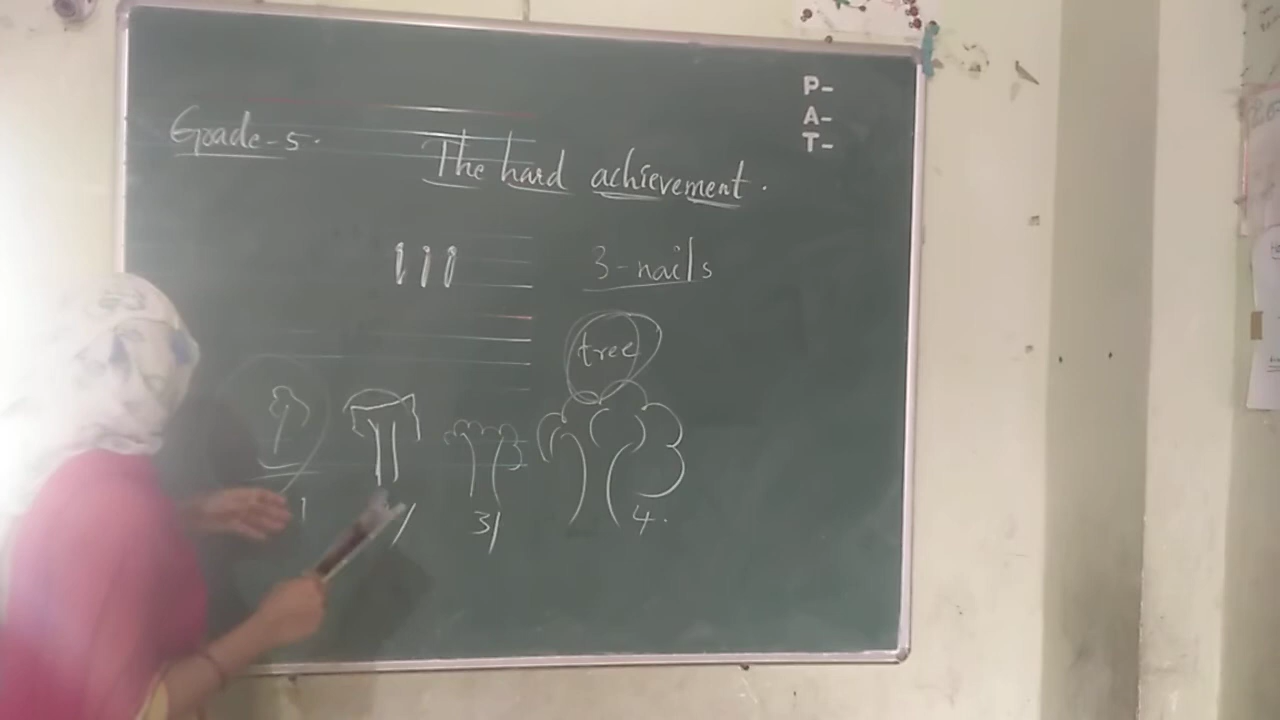 P-
A-
T-
Grade-5.
The hard achievement.
3-nails
tree
1
3/
4.